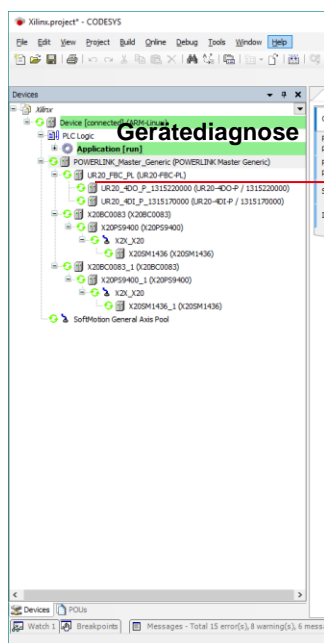 Xilinx.project* - CODESYS
File Edit View Project Build Online Debug Tools Window Help
Devices
Xilinx
Device [connected] (ARM-Linux)
Gerätediagnose
PLC Logic
Application [run]
POWERLINK_Master_Generic (POWERLINK Master Generic)
UR20_FBC_PL (UR20-FBC-PL)
UR20_4DO_P_1315220000 (UR20-4DO-P / 1315220000)
UR20_4DI_P_1315170000 (UR20-4DI-P / 1315170000)
X20BC0083 (X20BC0083)
X20PS9400 (X20PS9400)
X2X_X20
X20SM1436 (X20SM1436)
X20BC0083_1 (X20BC0083)
X20PS9400_1 (X20PS9400)
X2X_X20
X20SM1436_1 (X20SM1436)
SoftMotion General Axis Pool
Devices POUs
Watch 1 Breakpoints Messages - Total 15 error(s), 8 warning(s), 6 mess